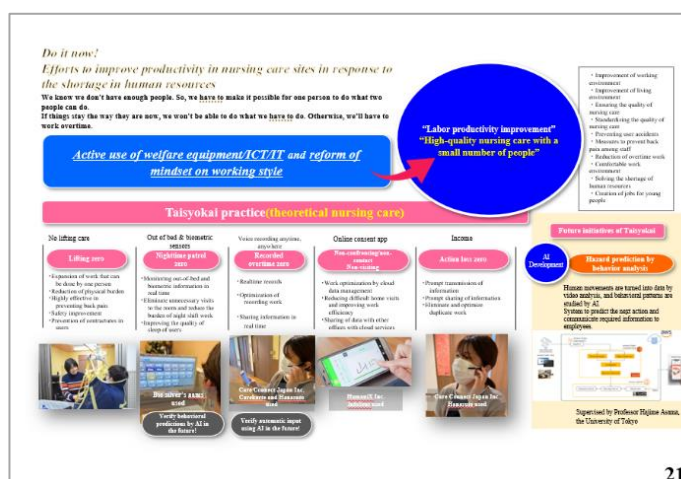 Do it now!
Efforts to improve productivity in nursing care sites in response to
the shortage in human resources
We know we don't have enough people. So, we have to make it possible for one person to do what two
people can do.
If things stay the way they are now, we won't be able to do what we have to do. Otherwise, we'll have to
work overtime.
Active use of welfare equipment/ICT/IT and reform of
mindset on working style
"Labor productivity improvement"
"High-quality nursing care with
a small number of people"
・Improvement of working
environment
・Improvement of living
environment
・Ensuring the quality of
nursing care
・Standardizing the quality of
nursing care
・Preventing user accidents
・Measures to prevent back
pain among staff
・Reduction of overtime work
・Comfortable work
environment
・Solving the shortage of
human resources
・Creation of jobs for young
people
Taisyokai practice(theoretical nursing care)
No lifting care
Lifting zero
・Expansion of work that can
be done by one person
・Reduction of physical burden
・Highly effective in
preventing back pain
・Safety improvement
・Prevention of contractures in
users
Out of bed & biometric
sensors
Nighttime patrol zero
・Monitoring out-of-bed and
biometric information in
real time
・Eliminate unnecessary visits
to the room and reduce the
burden of night shift work
・Improving the quality of
sleep of users
used
Verify behavioral
predictions by AI in
the future!
Voice recording anytime,
anywhere
Recorded
overtime zero
・Realtime records
・Optimization of
recording work
・Sharing information in
real time
Care Connect Japan Inc.
Carekarte and Hanasuto
used
Verify automatic input
using AI in the future!
Online consent app
Non-confronting/non-
contact
Non-visiting
・Work optimization by cloud
data management
・Reducing difficult home visits
and improving work
efficiency
・Sharing of data with other
offices with cloud services
used
Income
Action loss zero
・Prompt transmission of
information
・Prompt sharing of information
・Eliminate and optimize
duplicate work
Care Connect Japan Inc.
Hanasuto used
Future initiatives of Taisyokai
AI
Development
Hazard prediction by
behavior analysis
Human movements are turned into data by
video analysis, and behavioral patterns are
studied by AI
System to predict the next action and
communicate required information to
employees.
Supervised by Professor Hajime Asama,
the University of Tokyo
21